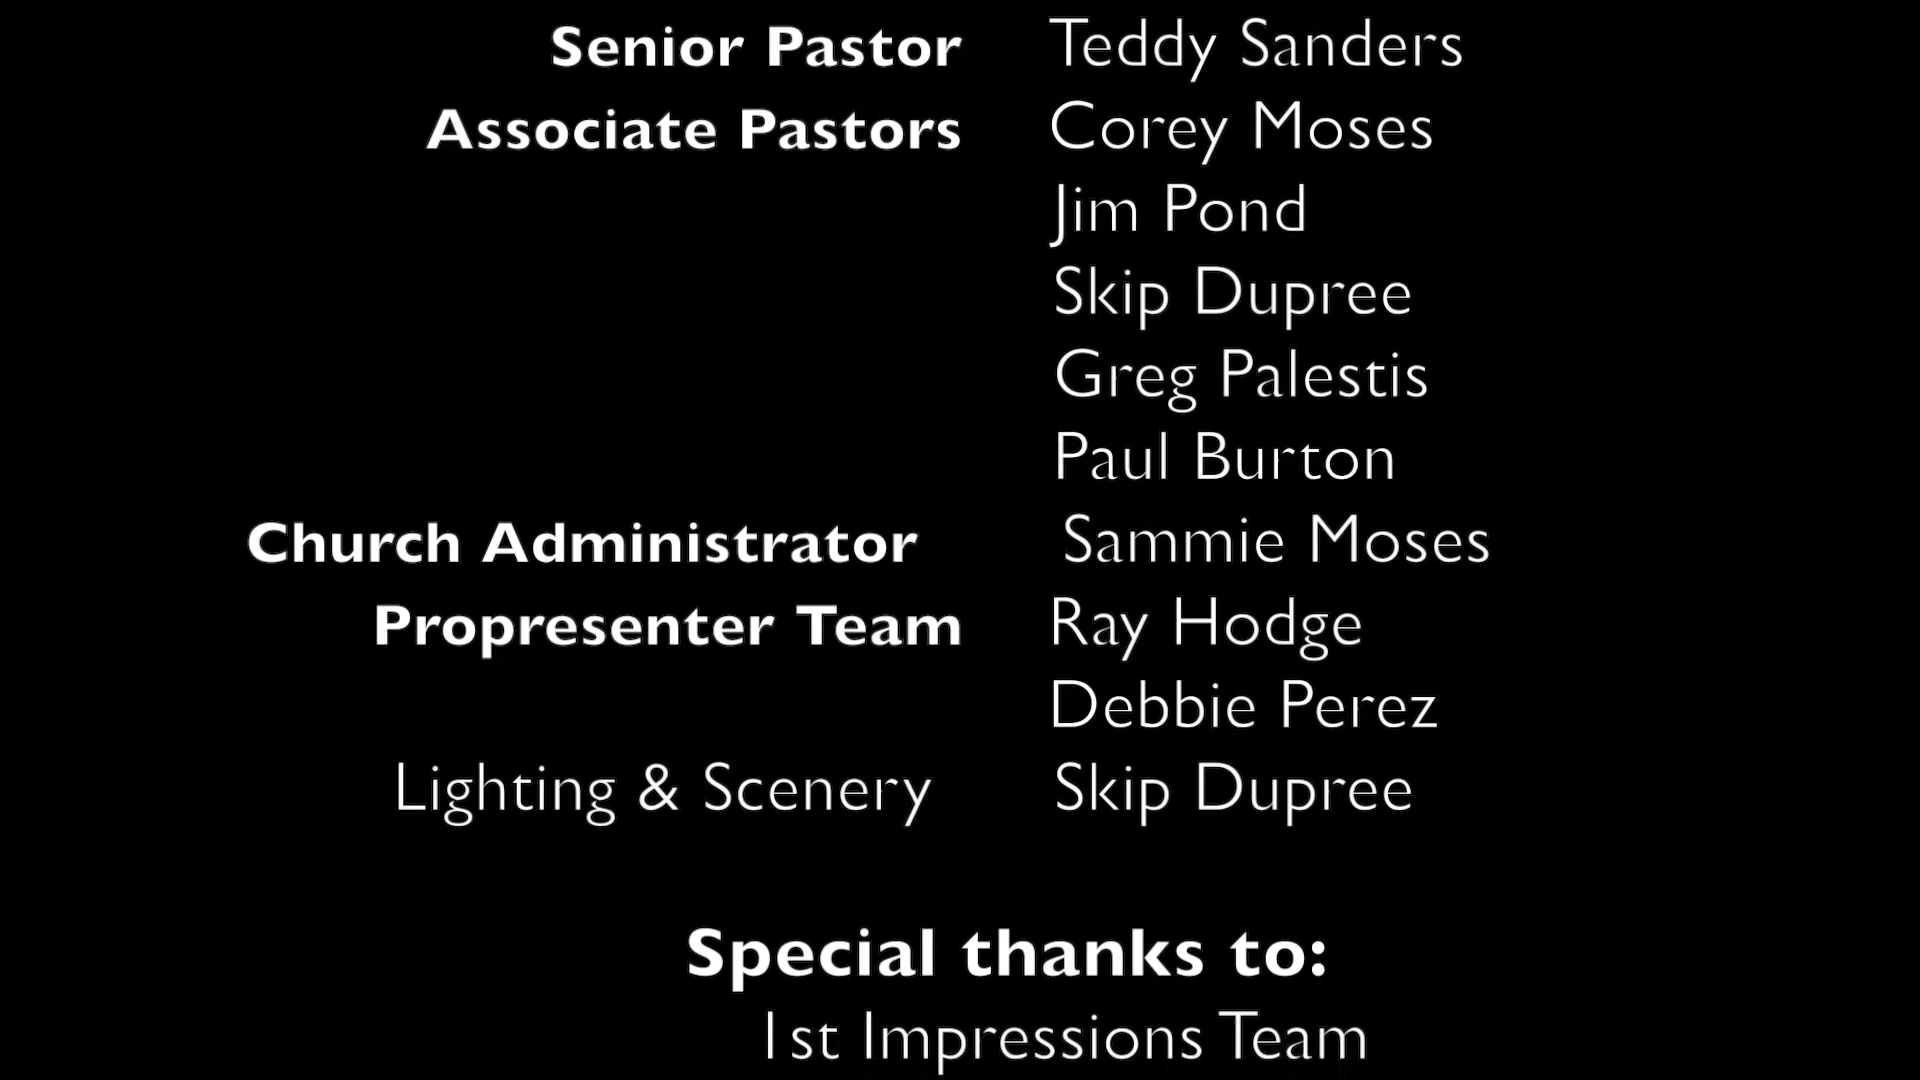 Senior Pastor Teddy Sanders
Associate Pastors Corey Moses
Jim Pond
Skip Dupree
Greg Palestis
Paul Burton
Church Administrator Sammie Moses
Propresenter Team Ray Hodge
Debbie Perez
Lighting & Scenery Skip Dupree
Special thanks to:
1st Impressions Team